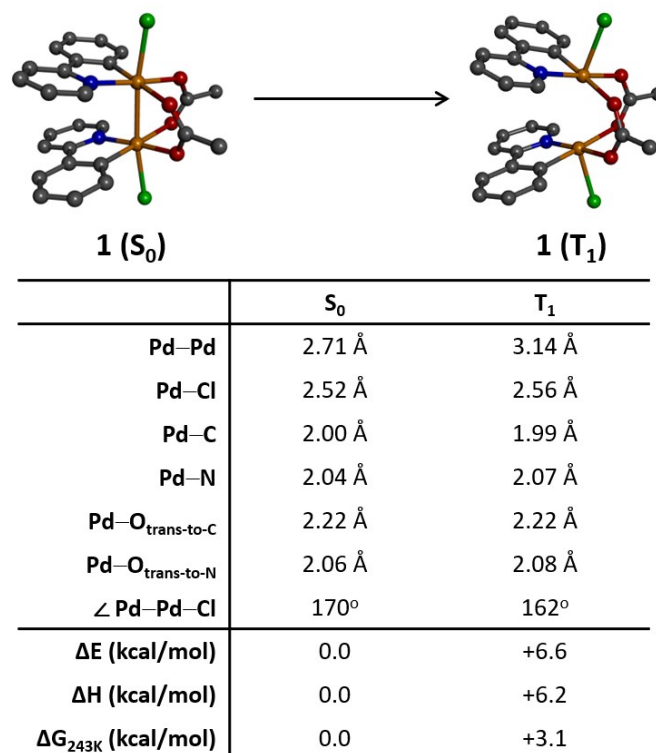 1 (S₀) 1 (T₁)
S₀ T₁
Pd–Pd 2.71 Å 3.14 Å
Pd–Cl 2.52 Å 2.56 Å
Pd–C 2.00 Å 1.99 Å
Pd–N 2.04 Å 2.07 Å
Pd–Oₜᵣₐₙₛ₋ₜₒ₋C 2.22 Å 2.22 Å
Pd–Oₜᵣₐₙₛ₋ₜₒ₋N 2.06 Å 2.08 Å
∠ Pd–Pd–Cl 170° 162°
ΔE (kcal/mol) 0.0 +6.6
ΔH (kcal/mol) 0.0 +6.2
ΔG₂₄₃K (kcal/mol) 0.0 +3.1